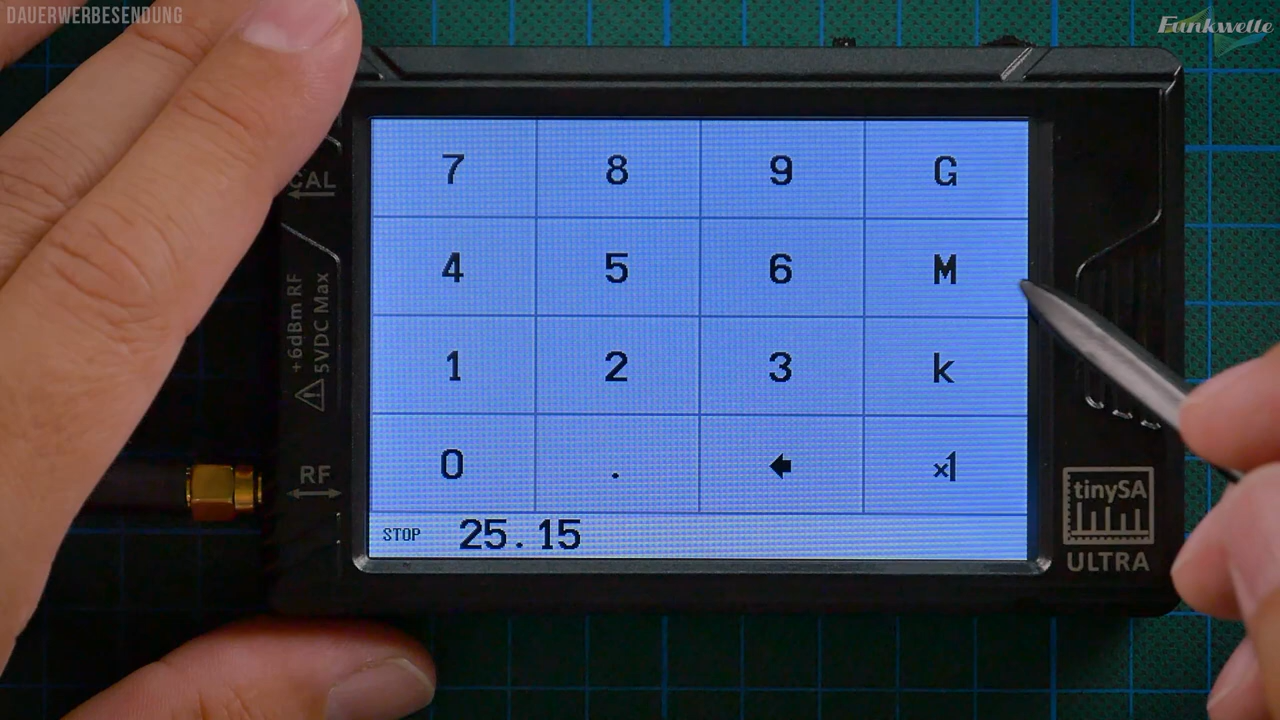 DAUERWERBESENDUNG
Funkwelle
CAL
+6dBm RF
5VDC Max
RF
7 8 9 G
4 5 6 M
1 2 3 k
0 . ←  ×1
STOP 25.15
tinySA
ULTRA